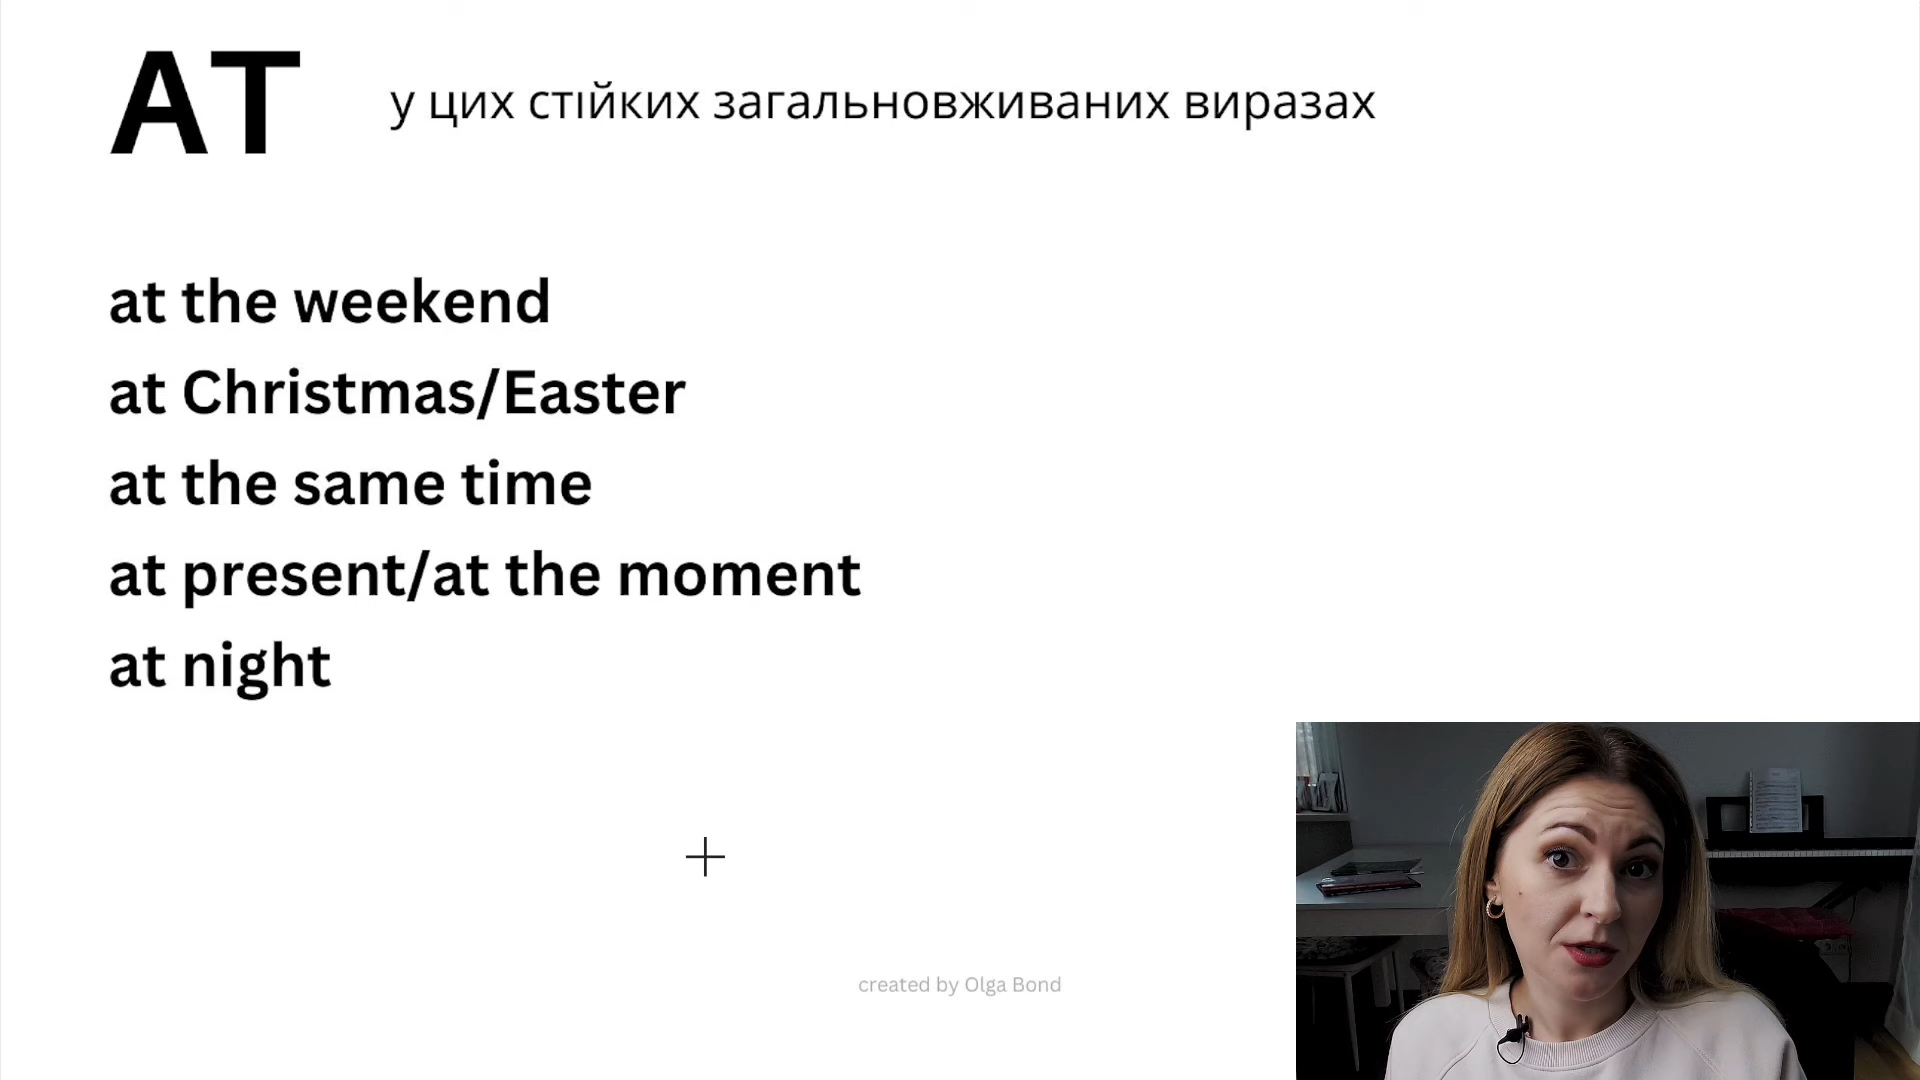 AT
у цих стійких загальновживаних виразах
at the weekend
at Christmas/Easter
at the same time
at present/at the moment
at night
created by Olga Bond